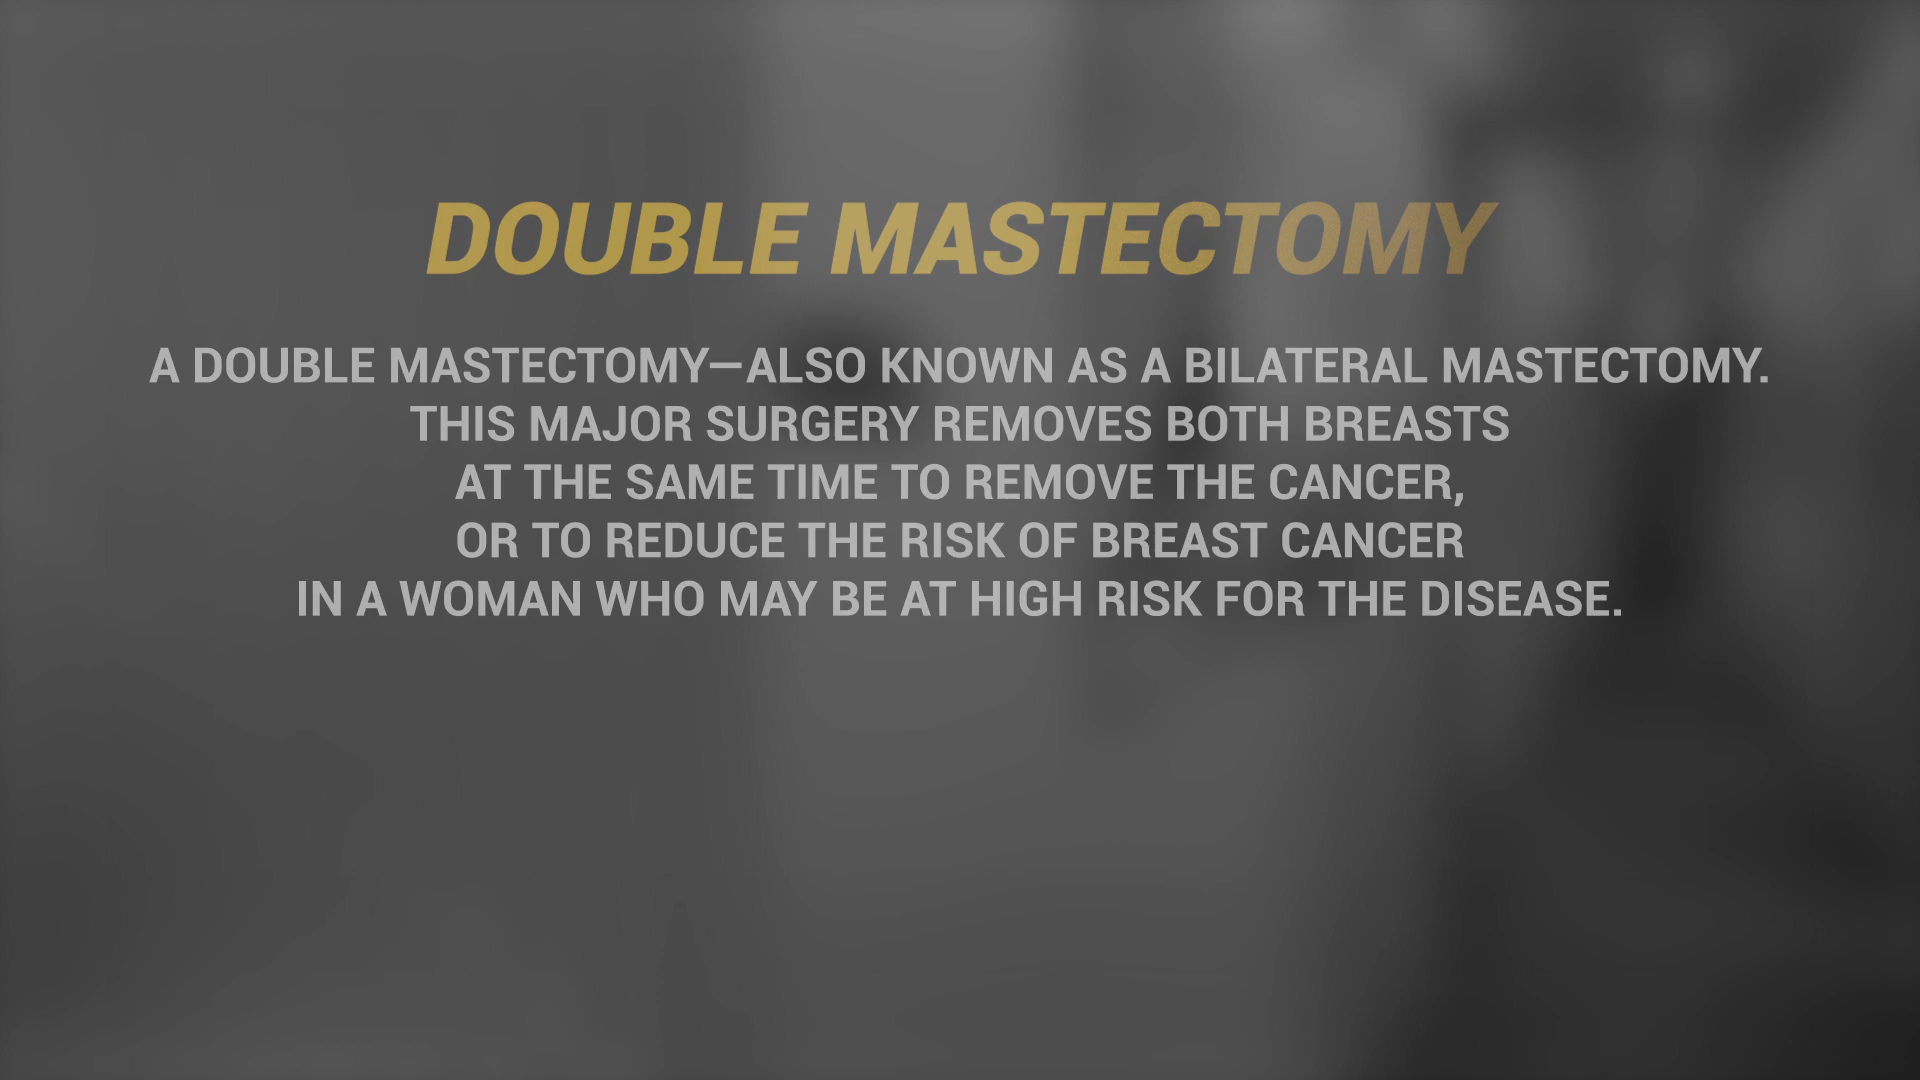 DOUBLE MASTECTOMY
A DOUBLE MASTECTOMY—ALSO KNOWN AS A BILATERAL MASTECTOMY.
THIS MAJOR SURGERY REMOVES BOTH BREASTS
AT THE SAME TIME TO REMOVE THE CANCER,
OR TO REDUCE THE RISK OF BREAST CANCER
IN A WOMAN WHO MAY BE AT HIGH RISK FOR THE DISEASE.